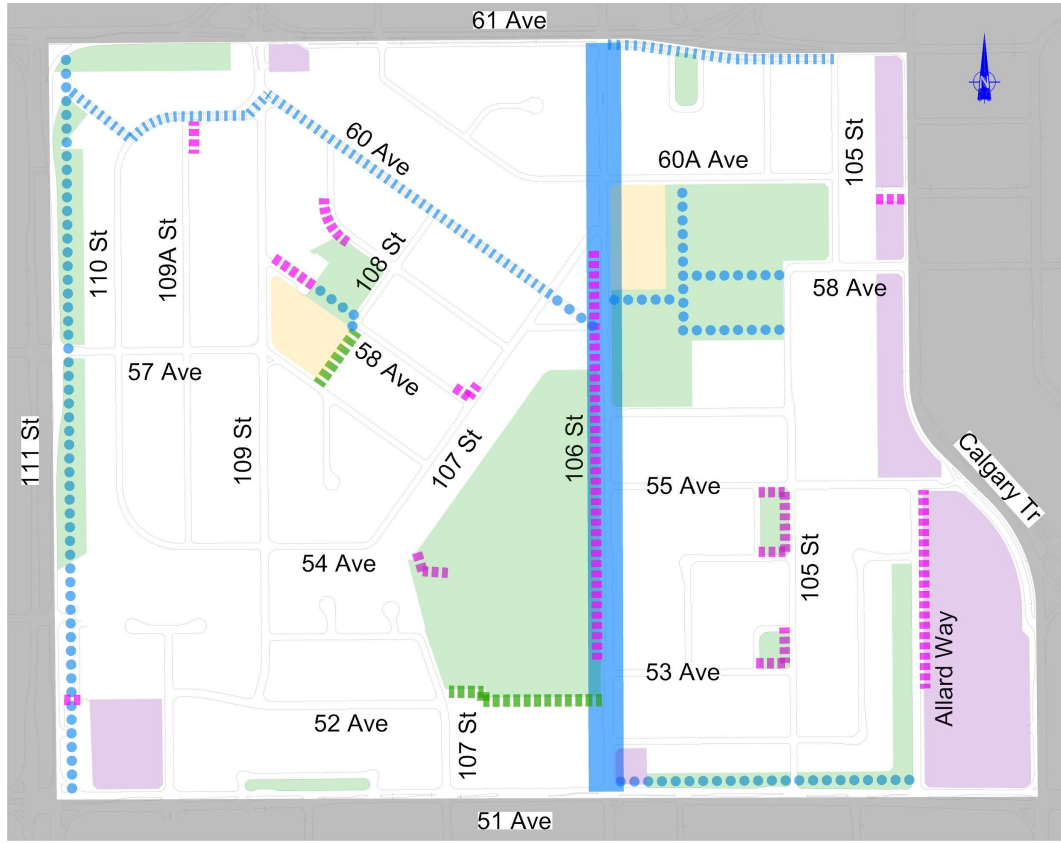 61 Ave
N
60 Ave
60A Ave
105 St
110 St
109A St
108 St
58 Ave
57 Ave
58 Ave
111 St
109 St
107 St
106 St
55 Ave
Calgary Tr
54 Ave
105 St
53 Ave
Allard Way
52 Ave
107 St
51 Ave